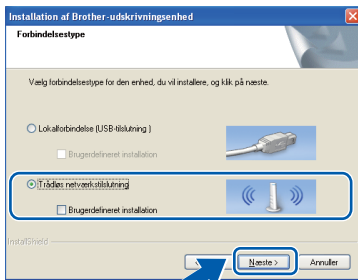 Installation af Brother-udskrivningsenhed
Forbindelsestype
Vælg forbindelsestype for den enhed, du vil installere, og klik på næste.
Lokalforbindelse (USB-tilslutning )
Brugerdefineret installation
Trådløs netværkstilslutning
Brugerdefineret installation
InstallShield
<
Næste >
Annuller